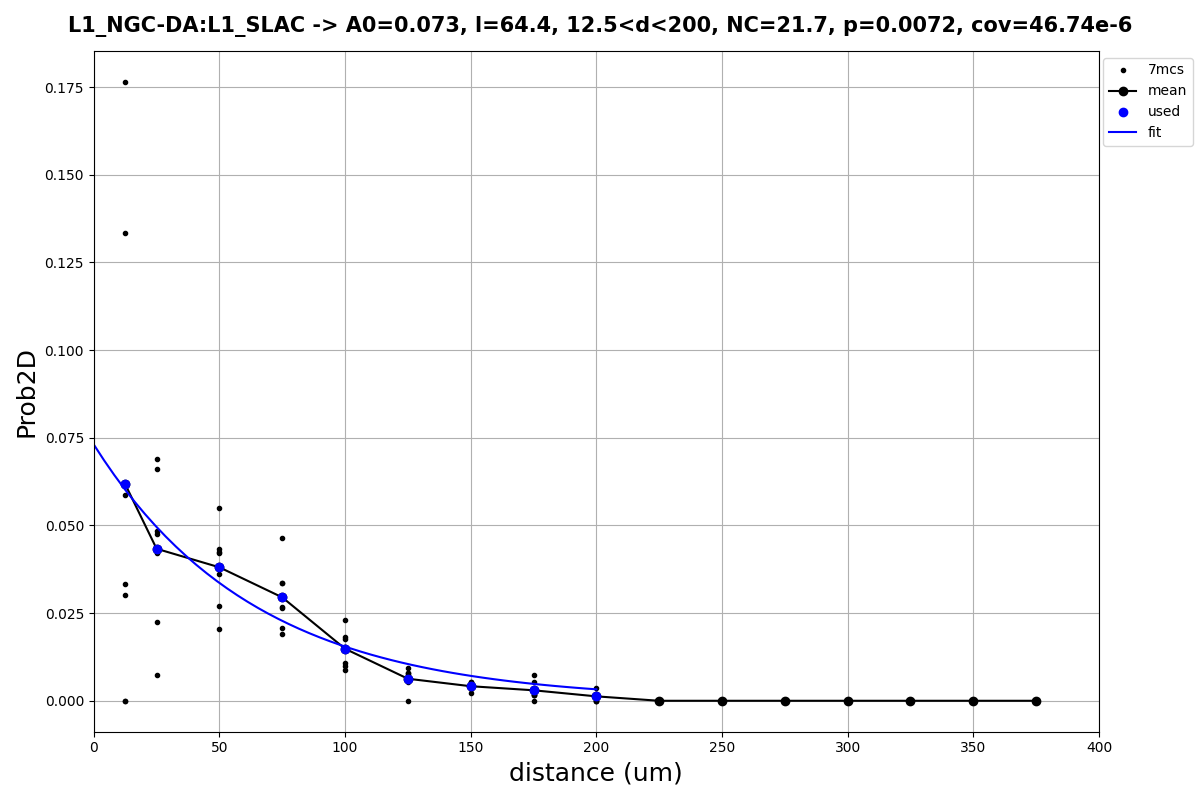 L1_NGC-DA:L1_SLAC -> A0=0.073, l=64.4, 12.5<d<200, NC=21.7, p=0.0072, cov=46.74e-6
7mcs
mean
used
fit
Prob2D
0.175
0.150
0.125
0.100
0.075
0.050
0.025
0.000
0 50 100 150 200 250 300 350 400
distance (um)